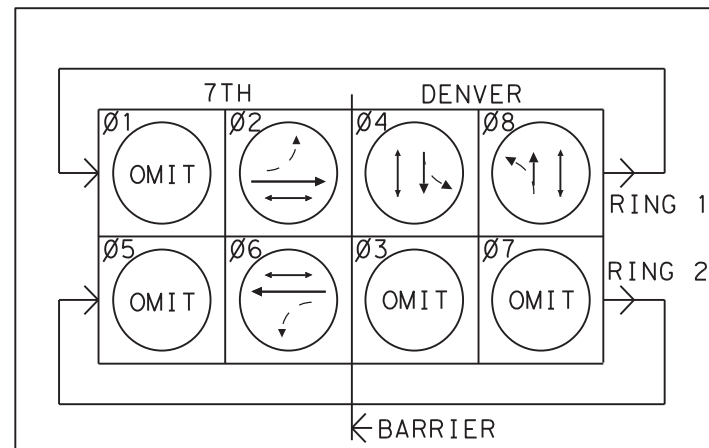 7TH DENVER
Ø1 Ø2 Ø4 Ø8
OMIT
RING 1
Ø5 Ø6 Ø3 Ø7
RING 2
OMIT OMIT OMIT
BARRIER